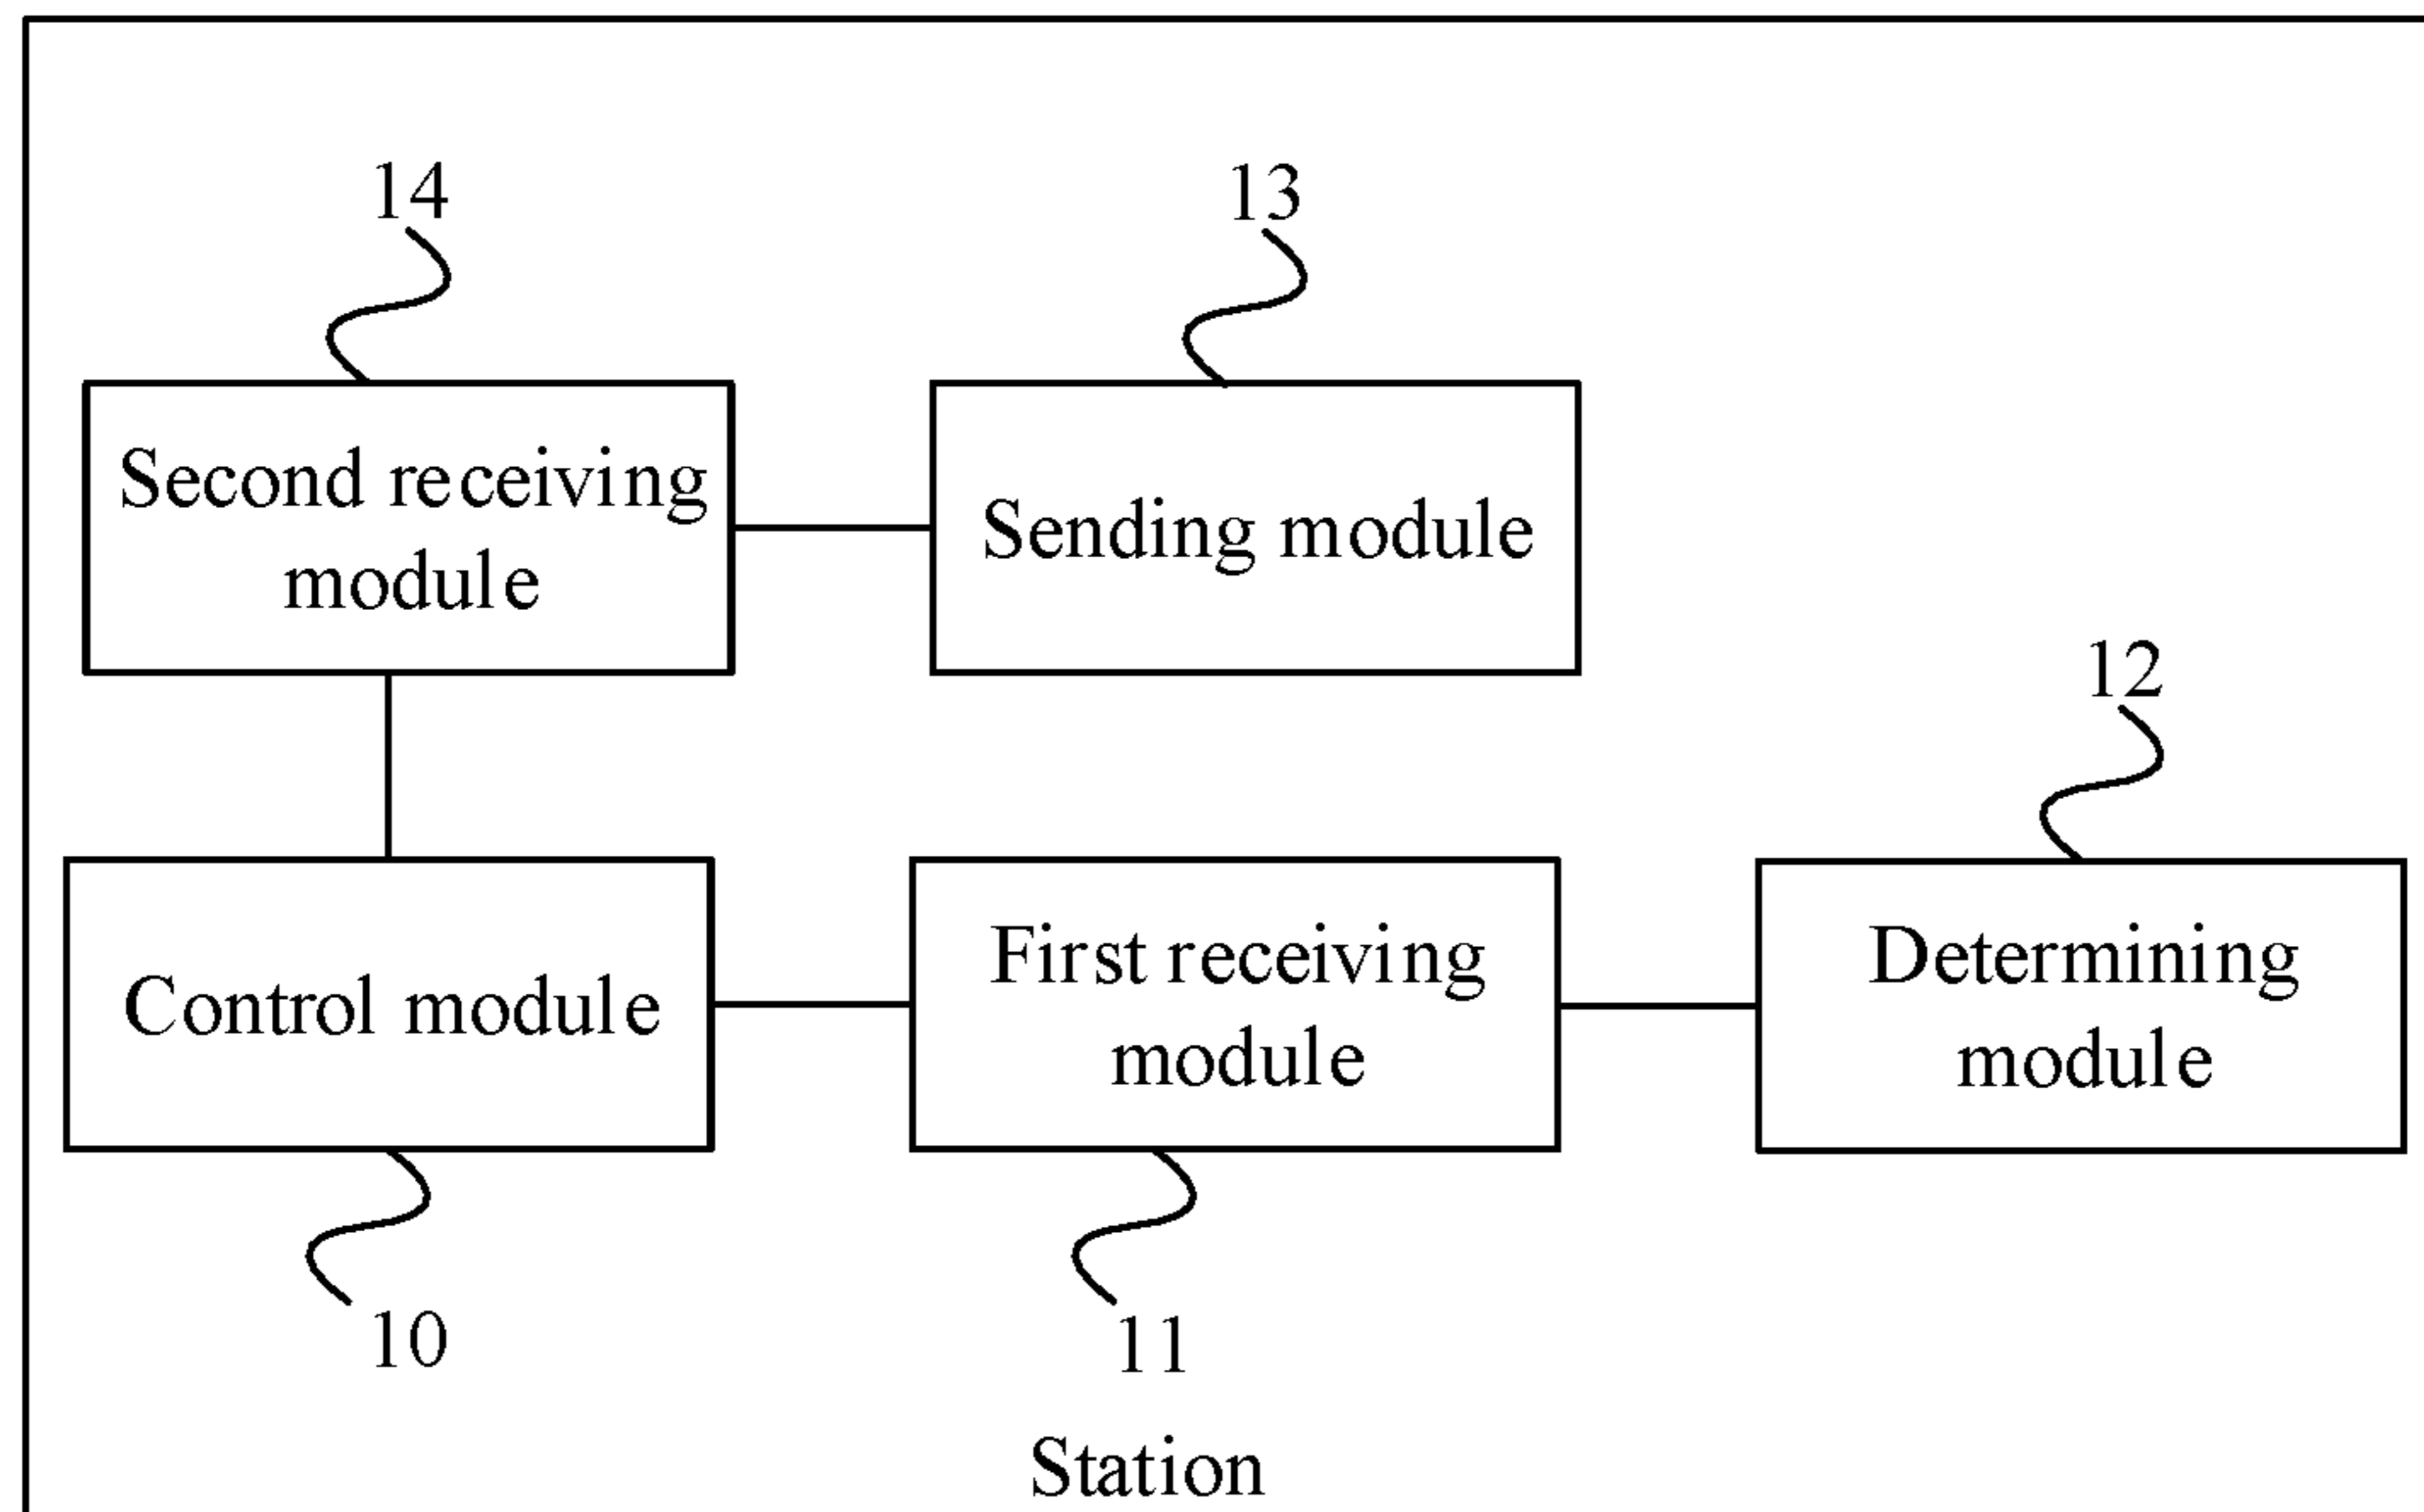 14
13
Second receiving
module
Sending module
12
Control module
First receiving
module
Determining
module
10
11
Station